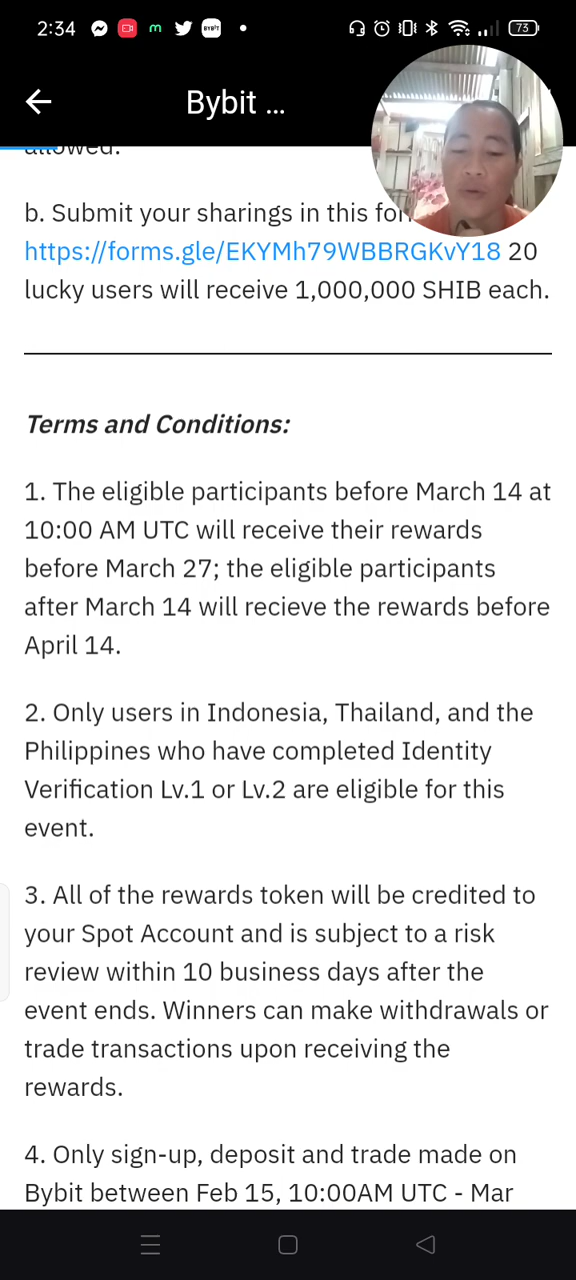 2:34
m
BYBIT
73
Bybit ...
allowed.
b. Submit your sharings in this
https://forms.gle/EKYMh79WBBRGKvY18 20
lucky users will receive 1,000,000 SHIB each.
Terms and Conditions:
1. The eligible participants before March 14 at
10:00 AM UTC will receive their rewards
before March 27; the eligible participants
after March 14 will recieve the rewards before
April 14.
2. Only users in Indonesia, Thailand, and the
Philippines who have completed Identity
Verification Lv.1 or Lv.2 are eligible for this
event.
3. All of the rewards token will be credited to
your Spot Account and is subject to a risk
review within 10 business days after the
event ends. Winners can make withdrawals or
trade transactions upon receiving the
rewards.
4. Only sign-up, deposit and trade made on
Bybit between Feb 15, 10:00AM UTC - Mar